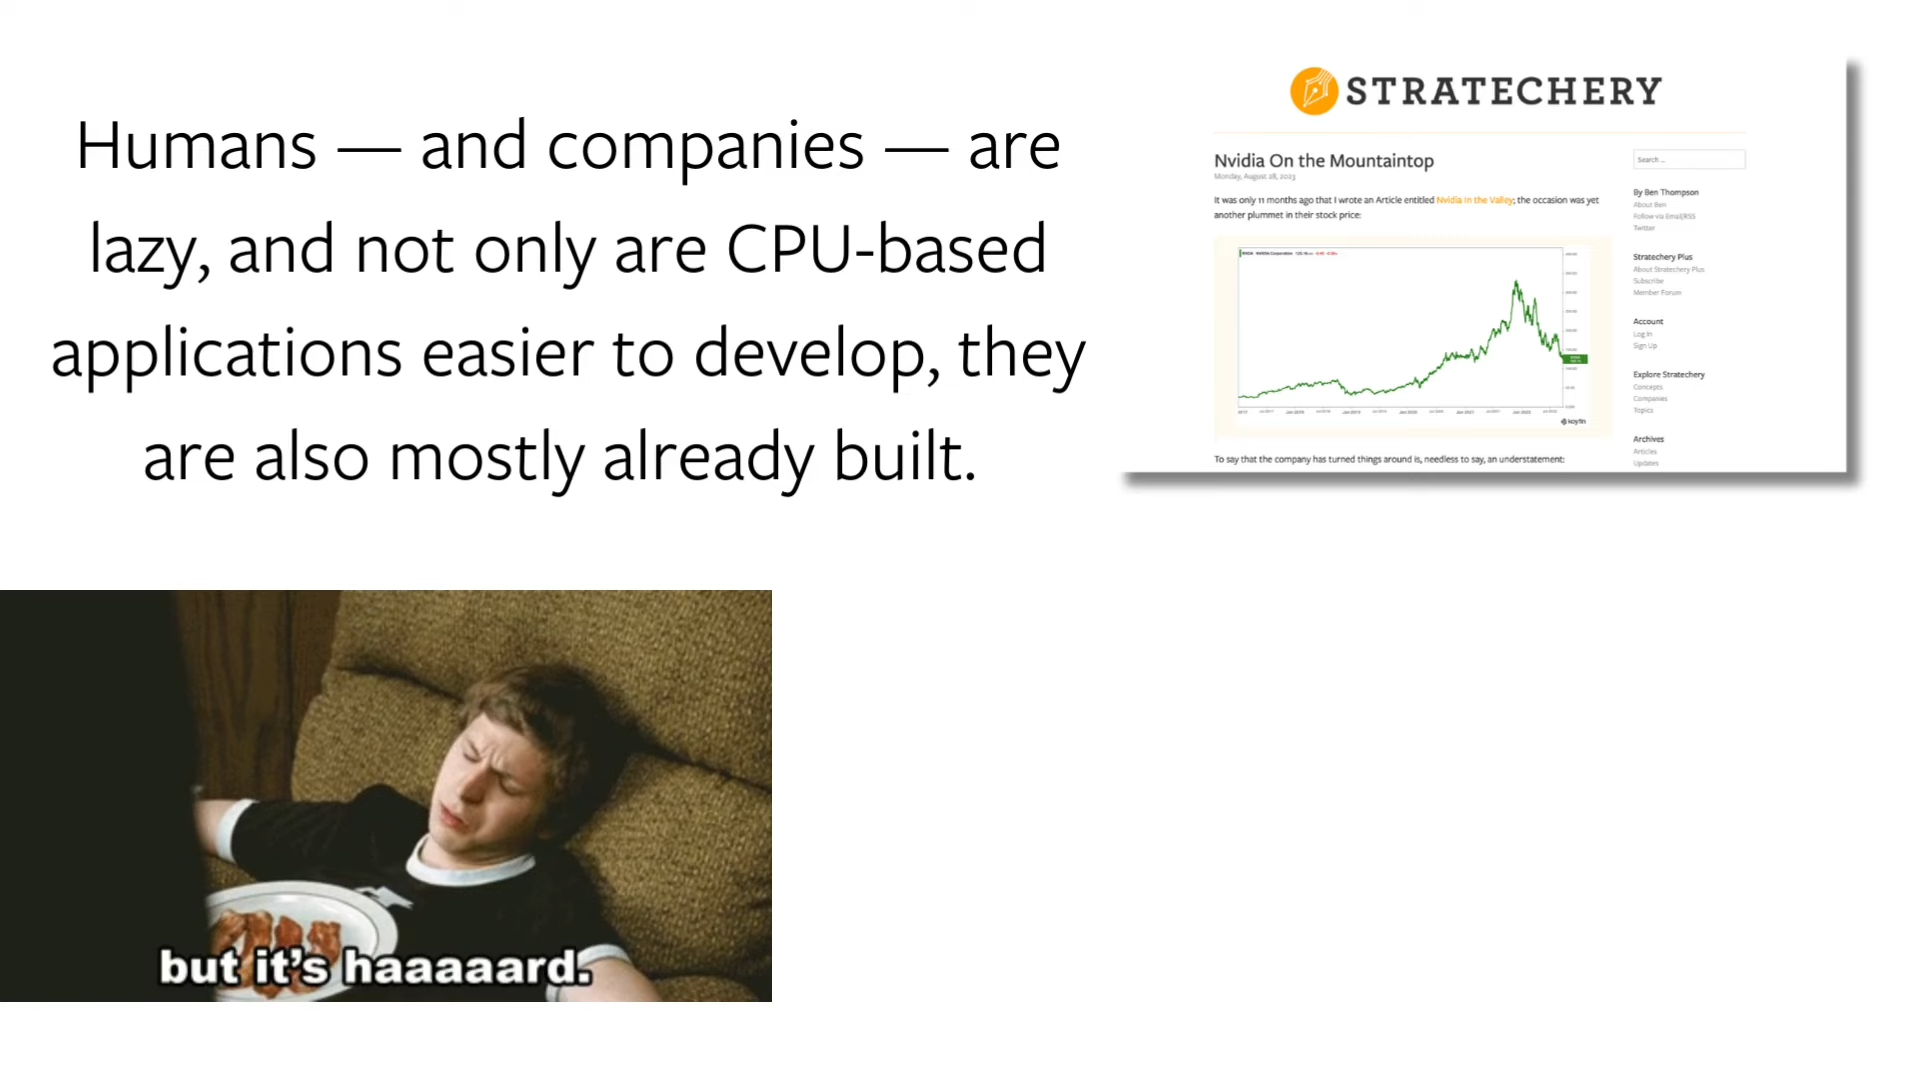 Humans — and companies — are
lazy, and not only are CPU-based
applications easier to develop, they
are also mostly already built.
STRATECHERY
Nvidia On the Mountaintop
Monday, August 28, 2023
It was only 11 months ago that I wrote an Article entitled Nvidia In the Valley; the occasion was yet
another plummet in their stock price:
koyfin
To say that the company has turned things around is, needless to say, an understatement:
Search ...
By Ben Thompson
About Ben
Follow via Email/RSS
Twitter
Stratechery Plus
About Stratechery Plus
Subscribe
Member Forum
Account
Log In
Sign Up
Explore Stratechery
Concepts
Companies
Topics
Archives
Articles
Updates
but it's haaaaard.